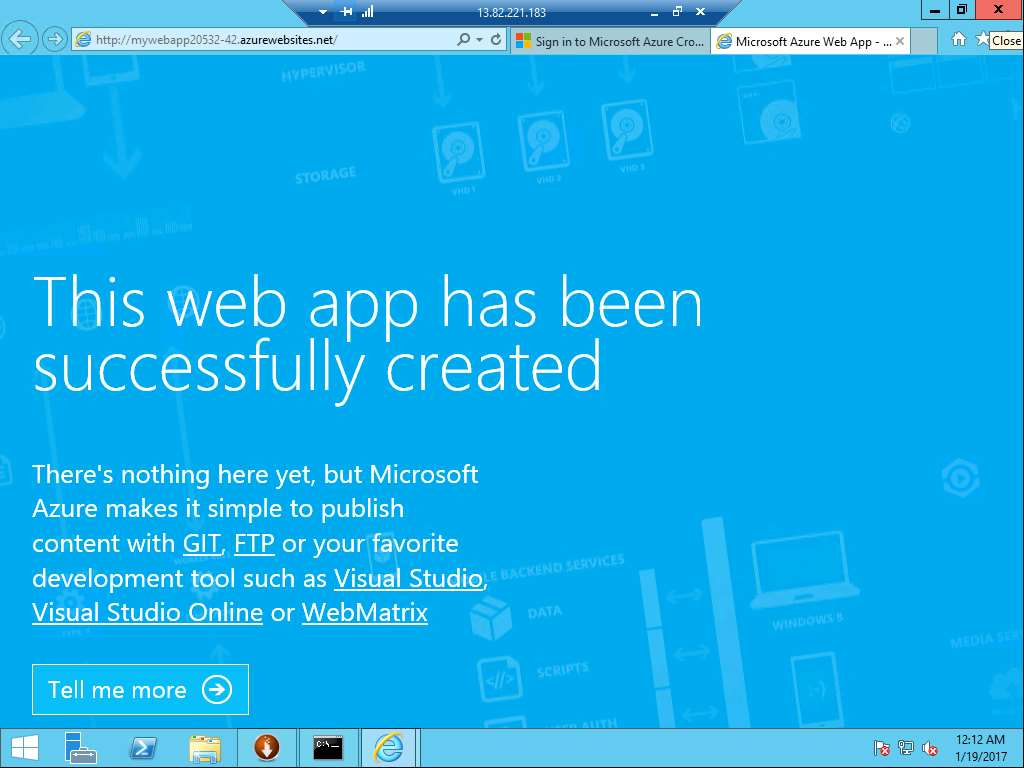 13.82.221.183
http://mywebapp20532-42.azurewebsites.net/
Sign in to Microsoft Azure Cro...
Microsoft Azure Web App - ...
Close
HYPERVISOR
STORAGE
VHD 1
VHD 2
VHD 3
This web app has been
successfully created
There's nothing here yet, but Microsoft
Azure makes it simple to publish
content with GIT, FTP or your favorite
development tool such as Visual Studio,
Visual Studio Online or WebMatrix
BACKEND SERVICES
DATA
WINDOWS 8
MEDIA SER
SCRIPTS
USER AUTH
Tell me more
C:\_
12:12 AM
1/19/2017